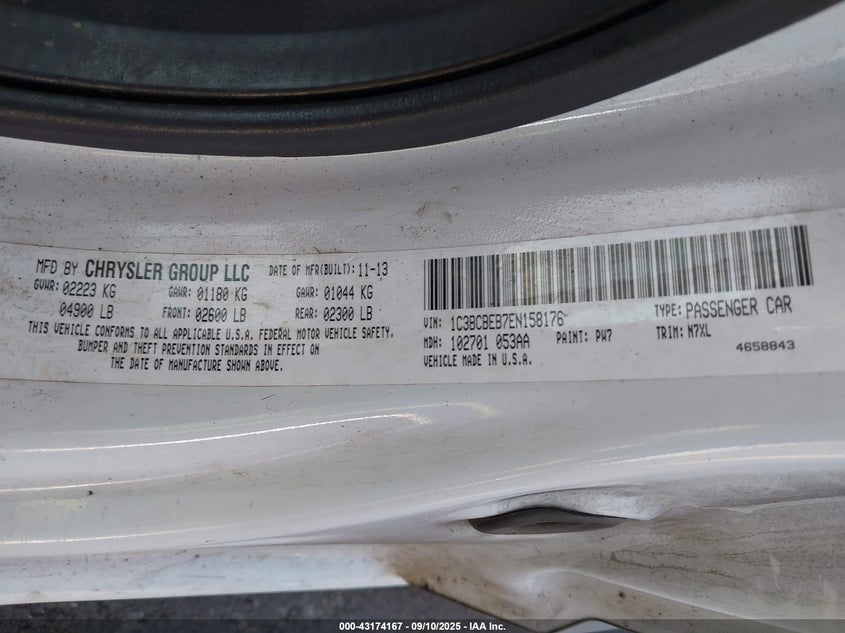 MFD BY CHRYSLER GROUP LLC DATE OF MFR(BUILT): 11-13
GVWR: 02223 KG GAWR: 01180 KG GAWR: 01044 KG
04900 LB FRONT: 02600 LB REAR: 02300 LB
THIS VEHICLE CONFORMS TO ALL APPLICABLE U.S.A. FEDERAL MOTOR VEHICLE SAFETY,
BUMPER AND THEFT PREVENTION STANDARDS IN EFFECT ON
THE DATE OF MANUFACTURE SHOWN ABOVE.
VIN: 1C3BCBEB7EN158176 TYPE: PASSENGER CAR
MDH: 102701 053AA PAINT: PW7 TRIM: N7XL
VEHICLE MADE IN U.S.A. 4658843
000-43174167 - 09/10/2025 - IAA Inc.